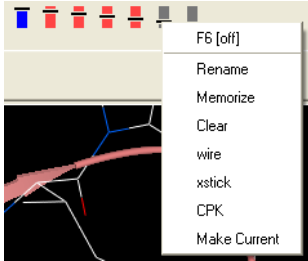 F6 [off]
Rename
Memorize
Clear
wire
xstick
CPK
Make Current